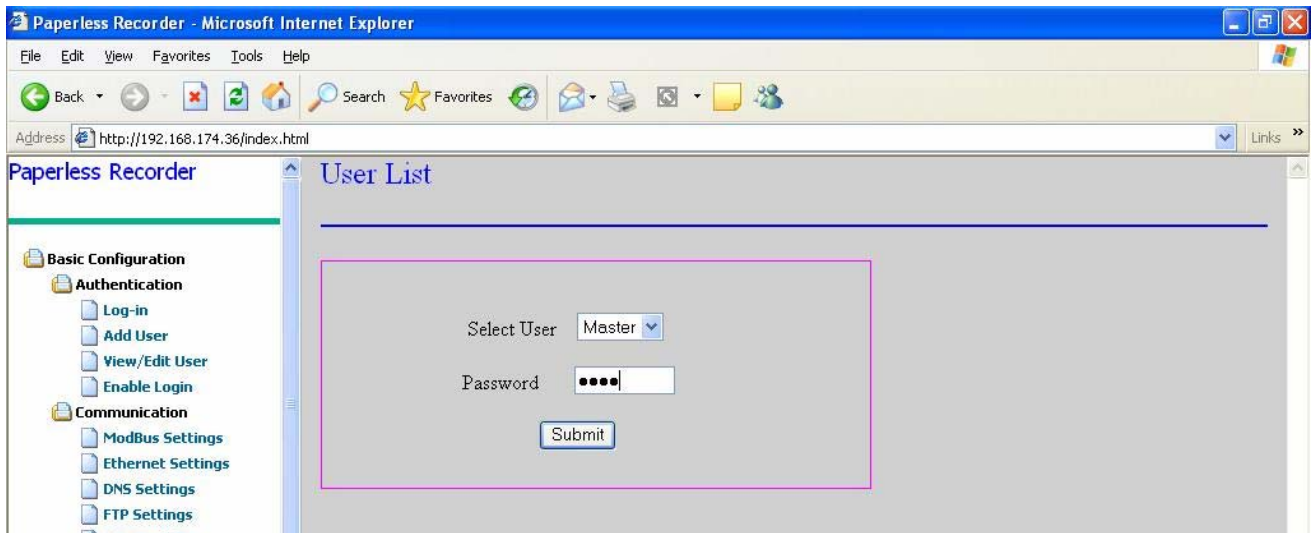 Paperless Recorder - Microsoft Internet Explorer
File Edit View Favorites Tools Help
Back Search Favorites
Address http://192.168.174.36/index.html Links »
Paperless Recorder
Basic Configuration
Authentication
Log-in
Add User
View/Edit User
Enable Login
Communication
ModBus Settings
Ethernet Settings
DNS Settings
FTP Settings
User List
Select User Master
Password ••••
Submit